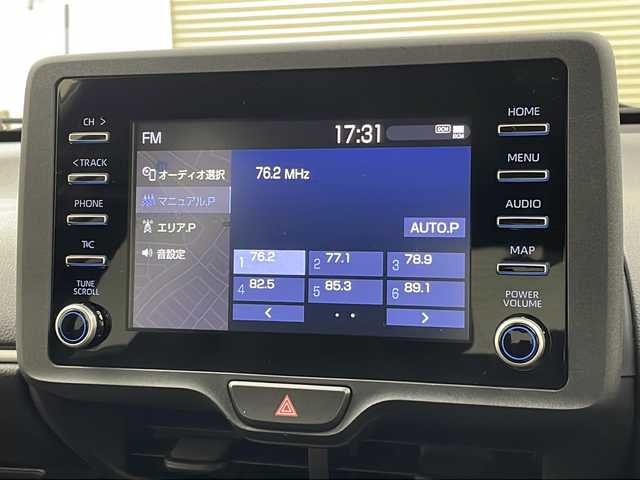 CH >
<TRACK
PHONE
T/C
TUNE
SCROLL
FM
17:31
DCM
オーディオ選択
マニュアル.P
エリア.P
音設定
76.2 MHz
AUTO.P
1 76.2
2 77.1
3 78.9
4 82.5
5 85.3
6 89.1
<
>
HOME
MENU
AUDIO
MAP
POWER
VOLUME